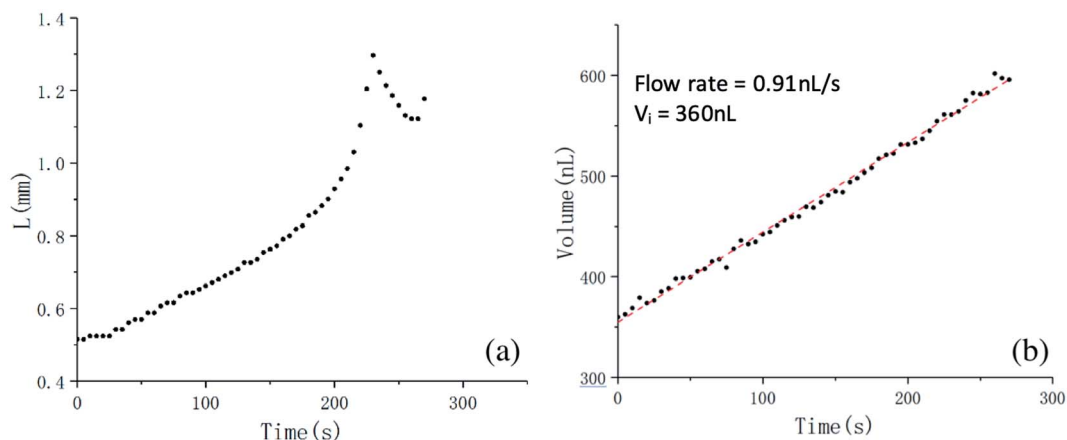 1.4
1.2
1.0
0.8
0.6
0.4
L(mm)
0
100
200
300
Time(s)
(a)
600
500
400
300
Volume(nL)
Flow rate = 0.91nL/s
Vᵢ = 360nL
0
100
200
300
Time(s)
(b)